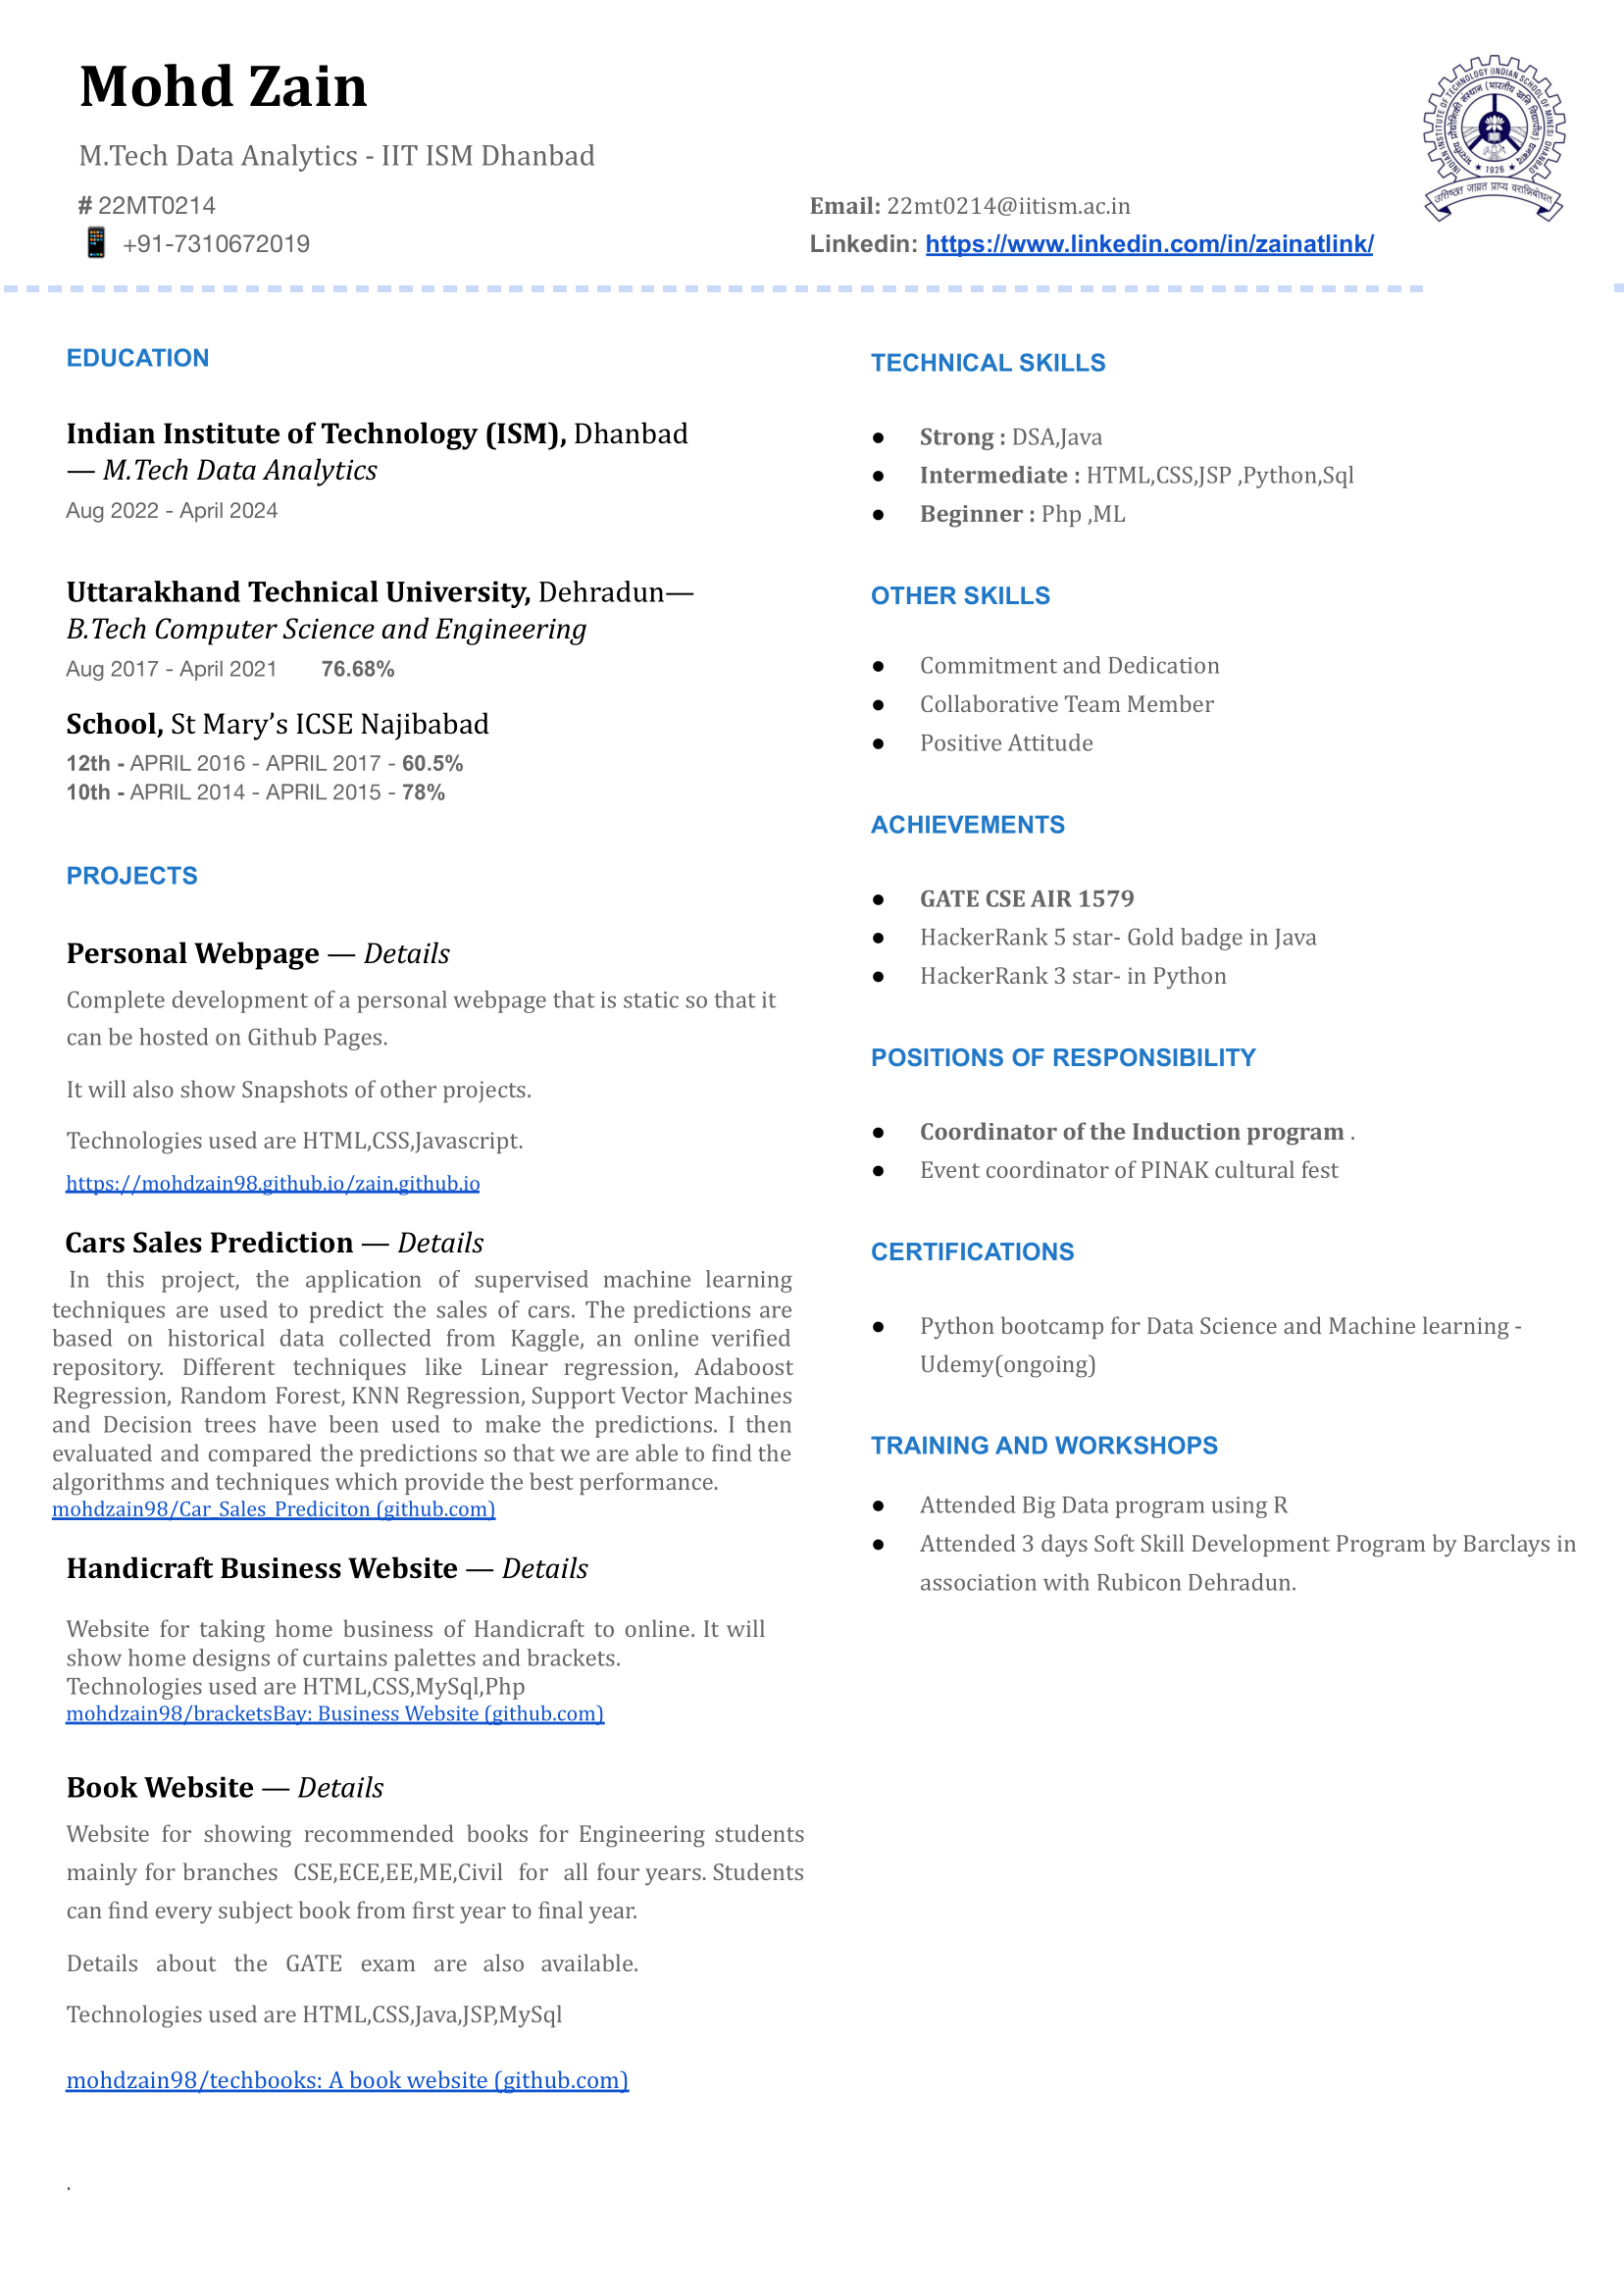 Mohd Zain
M.Tech Data Analytics - IIT ISM Dhanbad
# 22MT0214
+91-7310672019
Email: 22mt0214@iitism.ac.in
Linkedin: https://www.linkedin.com/in/zainatlink/
INDIAN INSTITUTE OF TECHNOLOGY (INDIAN SCHOOL OF MINES) DHANBAD
भारतीय प्रौद्योगिकी संस्थान (भारतीय खनि विद्यापीठ) धनबाद
★ 1926 ★
उत्तिष्ठत जाग्रत प्राप्य वरान्निबोधत
EDUCATION
Indian Institute of Technology (ISM), Dhanbad
— M.Tech Data Analytics
Aug 2022 - April 2024
Uttarakhand Technical University, Dehradun—
B.Tech Computer Science and Engineering
Aug 2017 - April 2021 76.68%
School, St Mary’s ICSE Najibabad
12th - APRIL 2016 - APRIL 2017 - 60.5%
10th - APRIL 2014 - APRIL 2015 - 78%
PROJECTS
Personal Webpage — Details
Complete development of a personal webpage that is static so that it
can be hosted on Github Pages.
It will also show Snapshots of other projects.
Technologies used are HTML,CSS,Javascript.
https://mohdzain98.github.io/zain.github.io
Cars Sales Prediction — Details
In this project, the application of supervised machine learning
techniques are used to predict the sales of cars. The predictions are
based on historical data collected from Kaggle, an online verified
repository. Different techniques like Linear regression, Adaboost
Regression, Random Forest, KNN Regression, Support Vector Machines
and Decision trees have been used to make the predictions. I then
evaluated and compared the predictions so that we are able to find the
algorithms and techniques which provide the best performance.
mohdzain98/Car_Sales_Prediciton (github.com)
Handicraft Business Website — Details
Website for taking home business of Handicraft to online. It will
show home designs of curtains palettes and brackets.
Technologies used are HTML,CSS,MySql,Php
mohdzain98/bracketsBay: Business Website (github.com)
Book Website — Details
Website for showing recommended books for Engineering students
mainly for branches CSE,ECE,EE,ME,Civil for all four years. Students
can find every subject book from first year to final year.
Details about the GATE exam are also available.
Technologies used are HTML,CSS,Java,JSP,MySql
mohdzain98/techbooks: A book website (github.com)
.
TECHNICAL SKILLS
● Strong : DSA,Java
● Intermediate : HTML,CSS,JSP ,Python,Sql
● Beginner : Php ,ML
OTHER SKILLS
● Commitment and Dedication
● Collaborative Team Member
● Positive Attitude
ACHIEVEMENTS
● GATE CSE AIR 1579
● HackerRank 5 star- Gold badge in Java
● HackerRank 3 star- in Python
POSITIONS OF RESPONSIBILITY
● Coordinator of the Induction program .
● Event coordinator of PINAK cultural fest
CERTIFICATIONS
● Python bootcamp for Data Science and Machine learning -
Udemy(ongoing)
TRAINING AND WORKSHOPS
● Attended Big Data program using R
● Attended 3 days Soft Skill Development Program by Barclays in
association with Rubicon Dehradun.